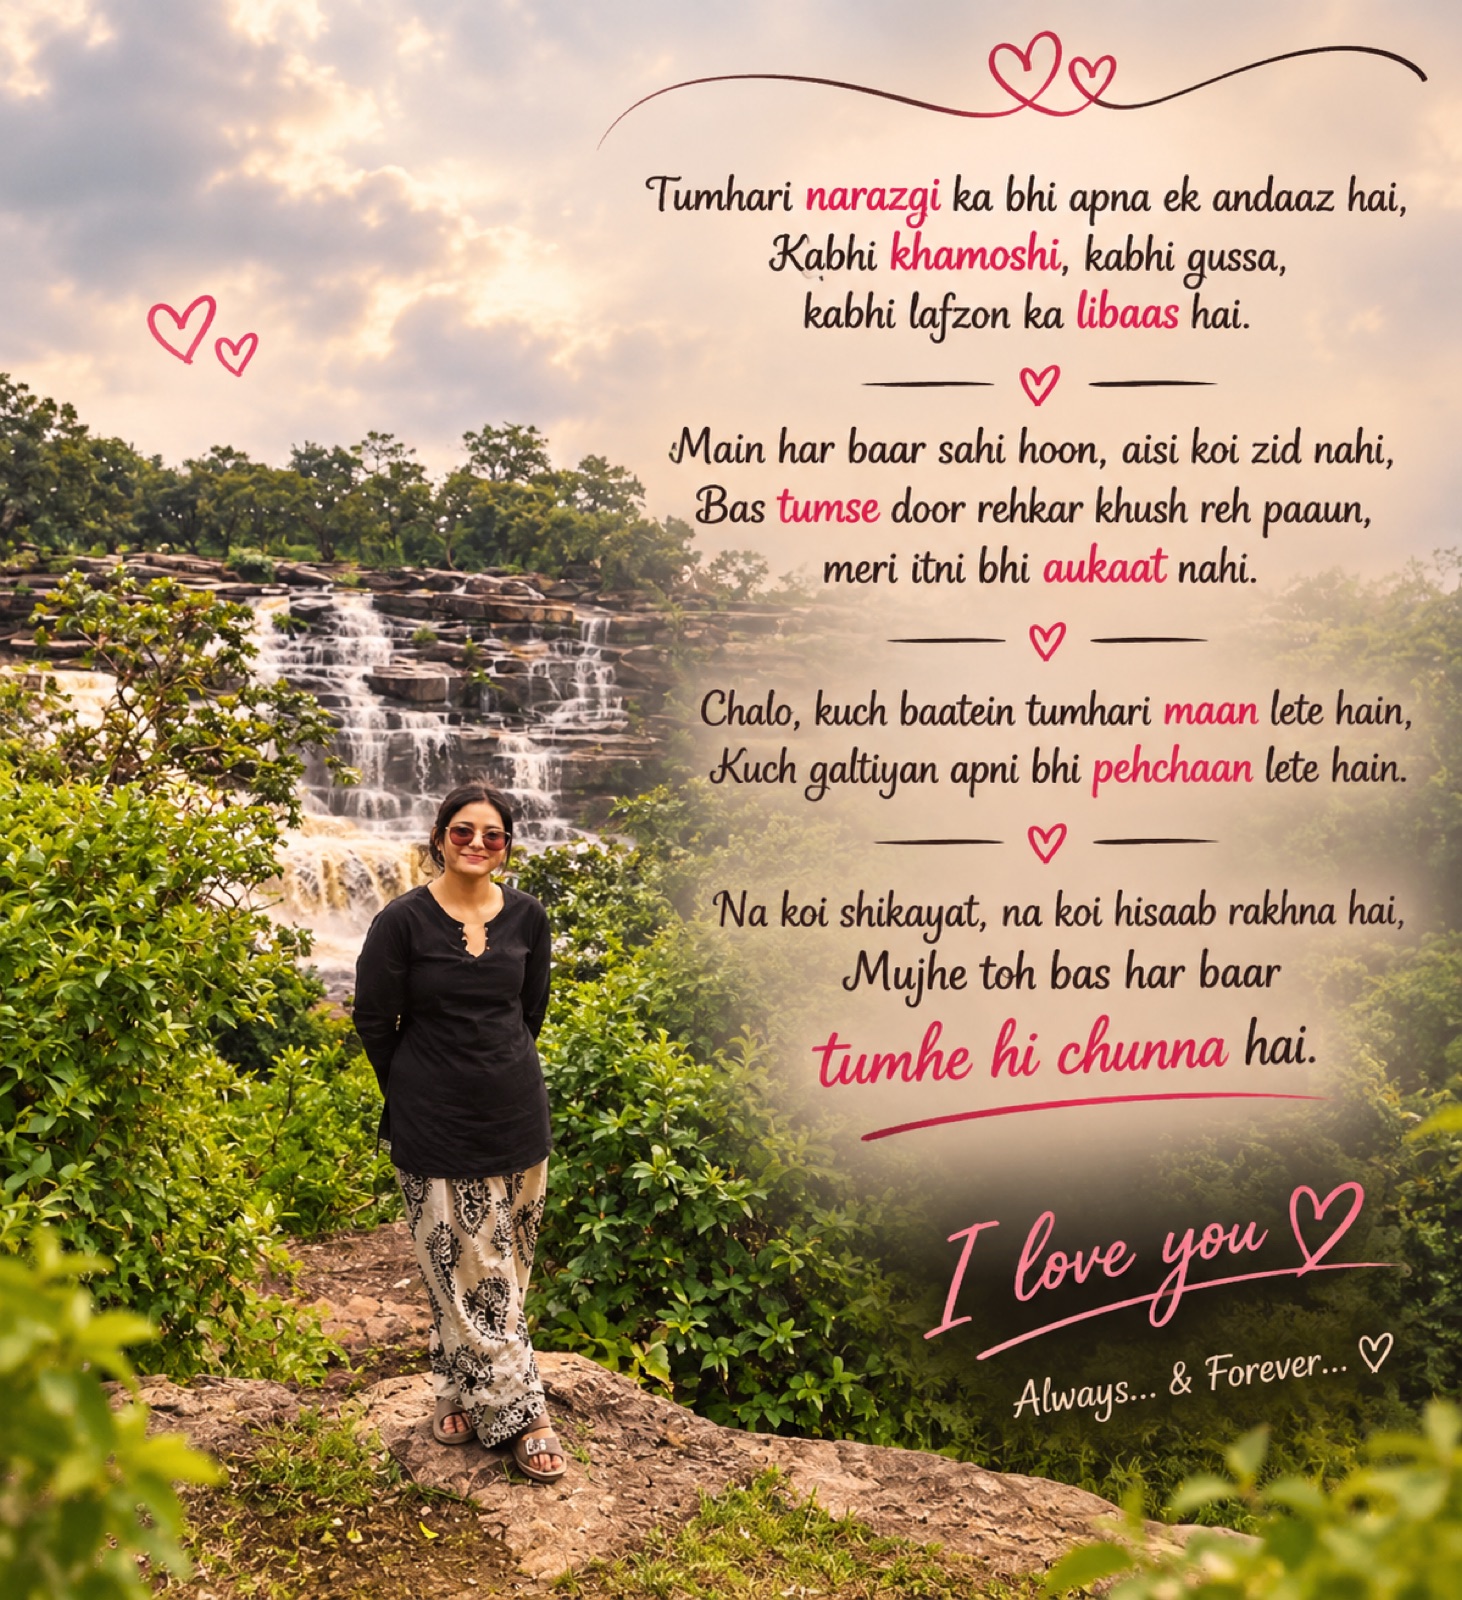 Tumhari narazgi ka bhi apna ek andaaz hai,
Kabhi khamoshi, kabhi gussa,
kabhi lafzon ka libaas hai.
Main har baar sahi hoon, aisi koi zid nahi,
Bas tumse door rehkar khush reh paaun,
meri itni bhi aukaat nahi.
Chalo, kuch baatein tumhari maan lete hain,
Kuch galtiyan apni bhi pehchaan lete hain.
Na koi shikayat, na koi hisaab rakhna hai,
Mujhe toh bas har baar
tumhe hi chunna hai.
I love you
Always... & Forever...